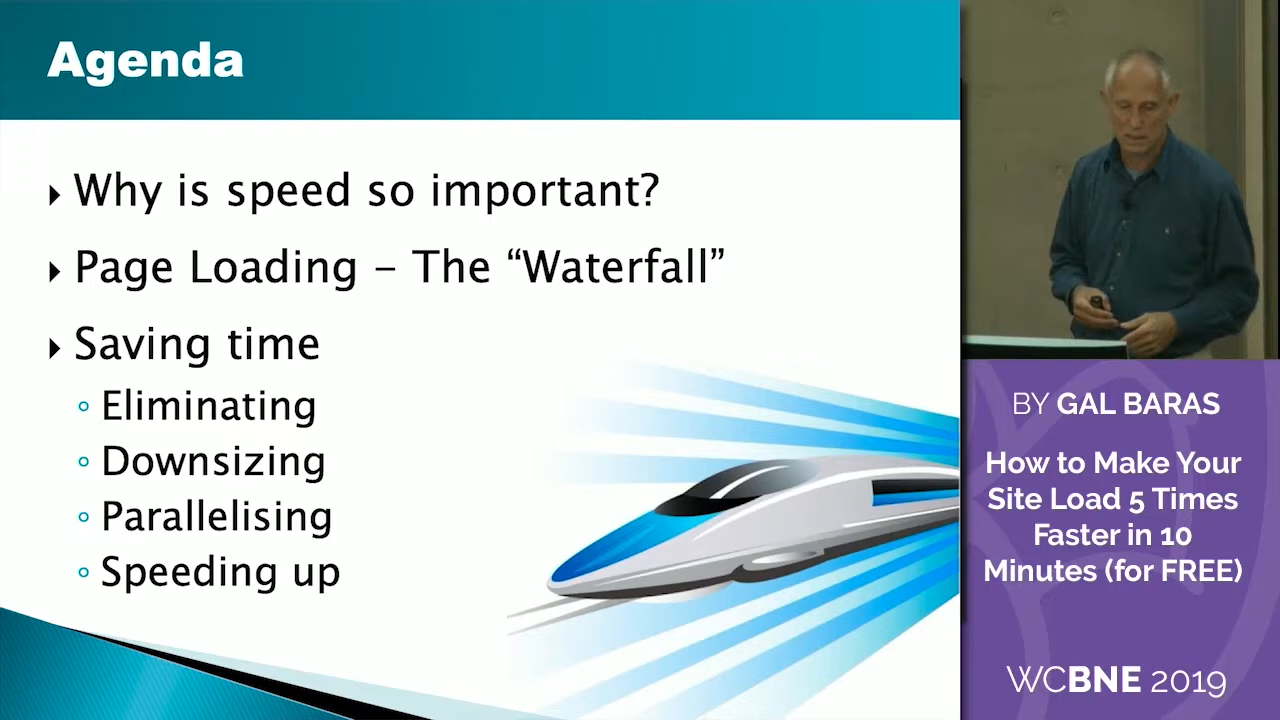 Agenda
Why is speed so important?
Page Loading – The “Waterfall”
Saving time
Eliminating
Downsizing
Parallelising
Speeding up
BY GAL BARAS
How to Make Your
Site Load 5 Times
Faster in 10
Minutes (for FREE)
WCBNE 2019